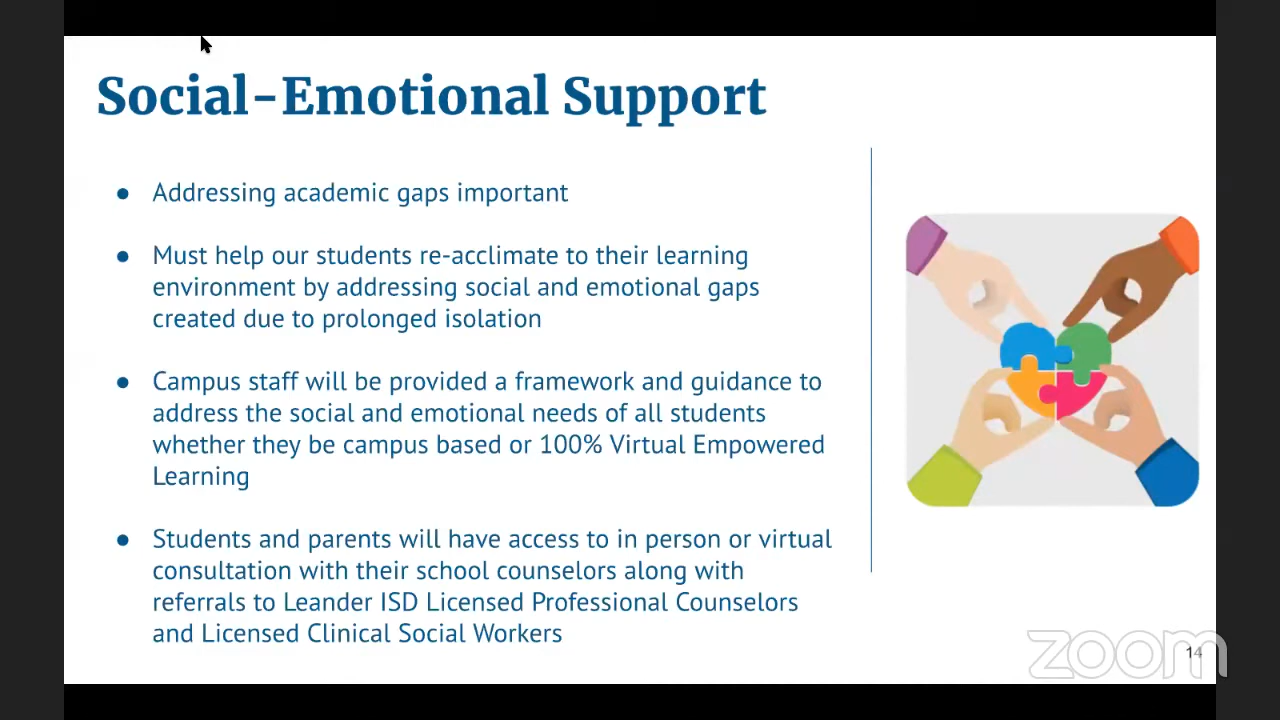 Social-Emotional Support
● Addressing academic gaps important
● Must help our students re-acclimate to their learning
environment by addressing social and emotional gaps
created due to prolonged isolation
● Campus staff will be provided a framework and guidance to
address the social and emotional needs of all students
whether they be campus based or 100% Virtual Empowered
Learning
● Students and parents will have access to in person or virtual
consultation with their school counselors along with
referrals to Leander ISD Licensed Professional Counselors
and Licensed Clinical Social Workers
zoom
14